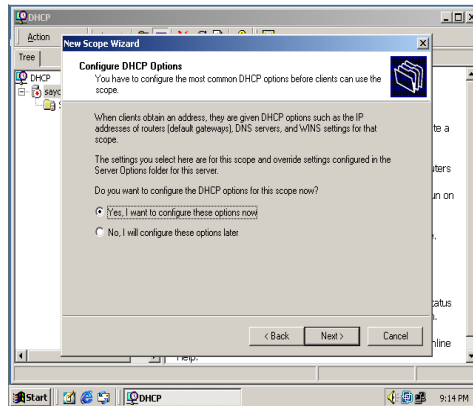 DHCP
Action
Tree
DHCP
New Scope Wizard
Configure DHCP Options
You have to configure the most common DHCP options before clients can use the
scope.
When clients obtain an address, they are given DHCP options such as the IP
addresses of routers (default gateways), DNS servers, and WINS settings for that
scope.
The settings you select here are for this scope and override settings configured in the
Server Options folder for this server.
Do you want to configure the DHCP options for this scope now?
Yes, I want to configure these options now
No, I will configure these options later
< Back
Next >
Cancel
Start
DHCP
9:14 PM